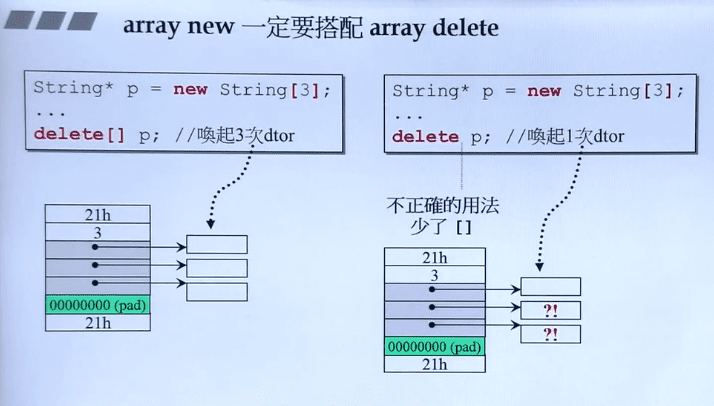 array new 一定要搭配 array delete
String* p = new String[3];
...
delete[] p; //喚起3次dtor
String* p = new String[3];
...
delete p; //喚起1次dtor
不正確的用法
少了 []
21h
3
00000000 (pad)
21h
21h
3
?!
?!
00000000 (pad)
21h